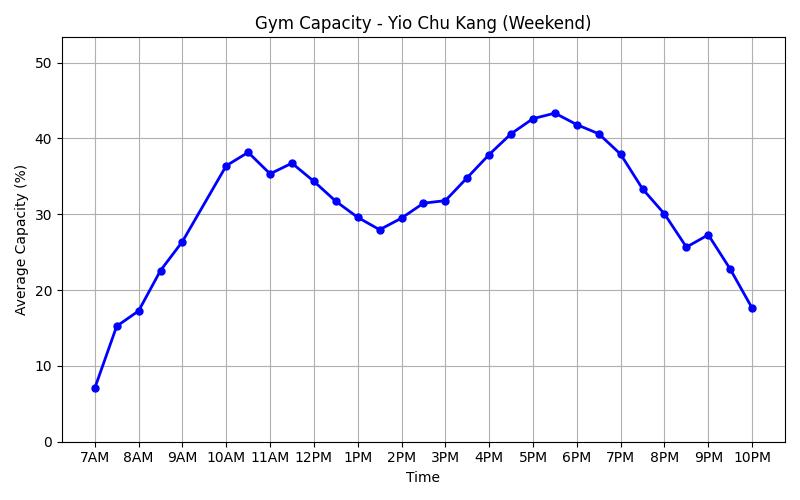 Gym Capacity - Yio Chu Kang (Weekend)
50
40
30
20
10
0
Average Capacity (%)
7AM 8AM 9AM 10AM 11AM 12PM 1PM 2PM 3PM 4PM 5PM 6PM 7PM 8PM 9PM 10PM
Time